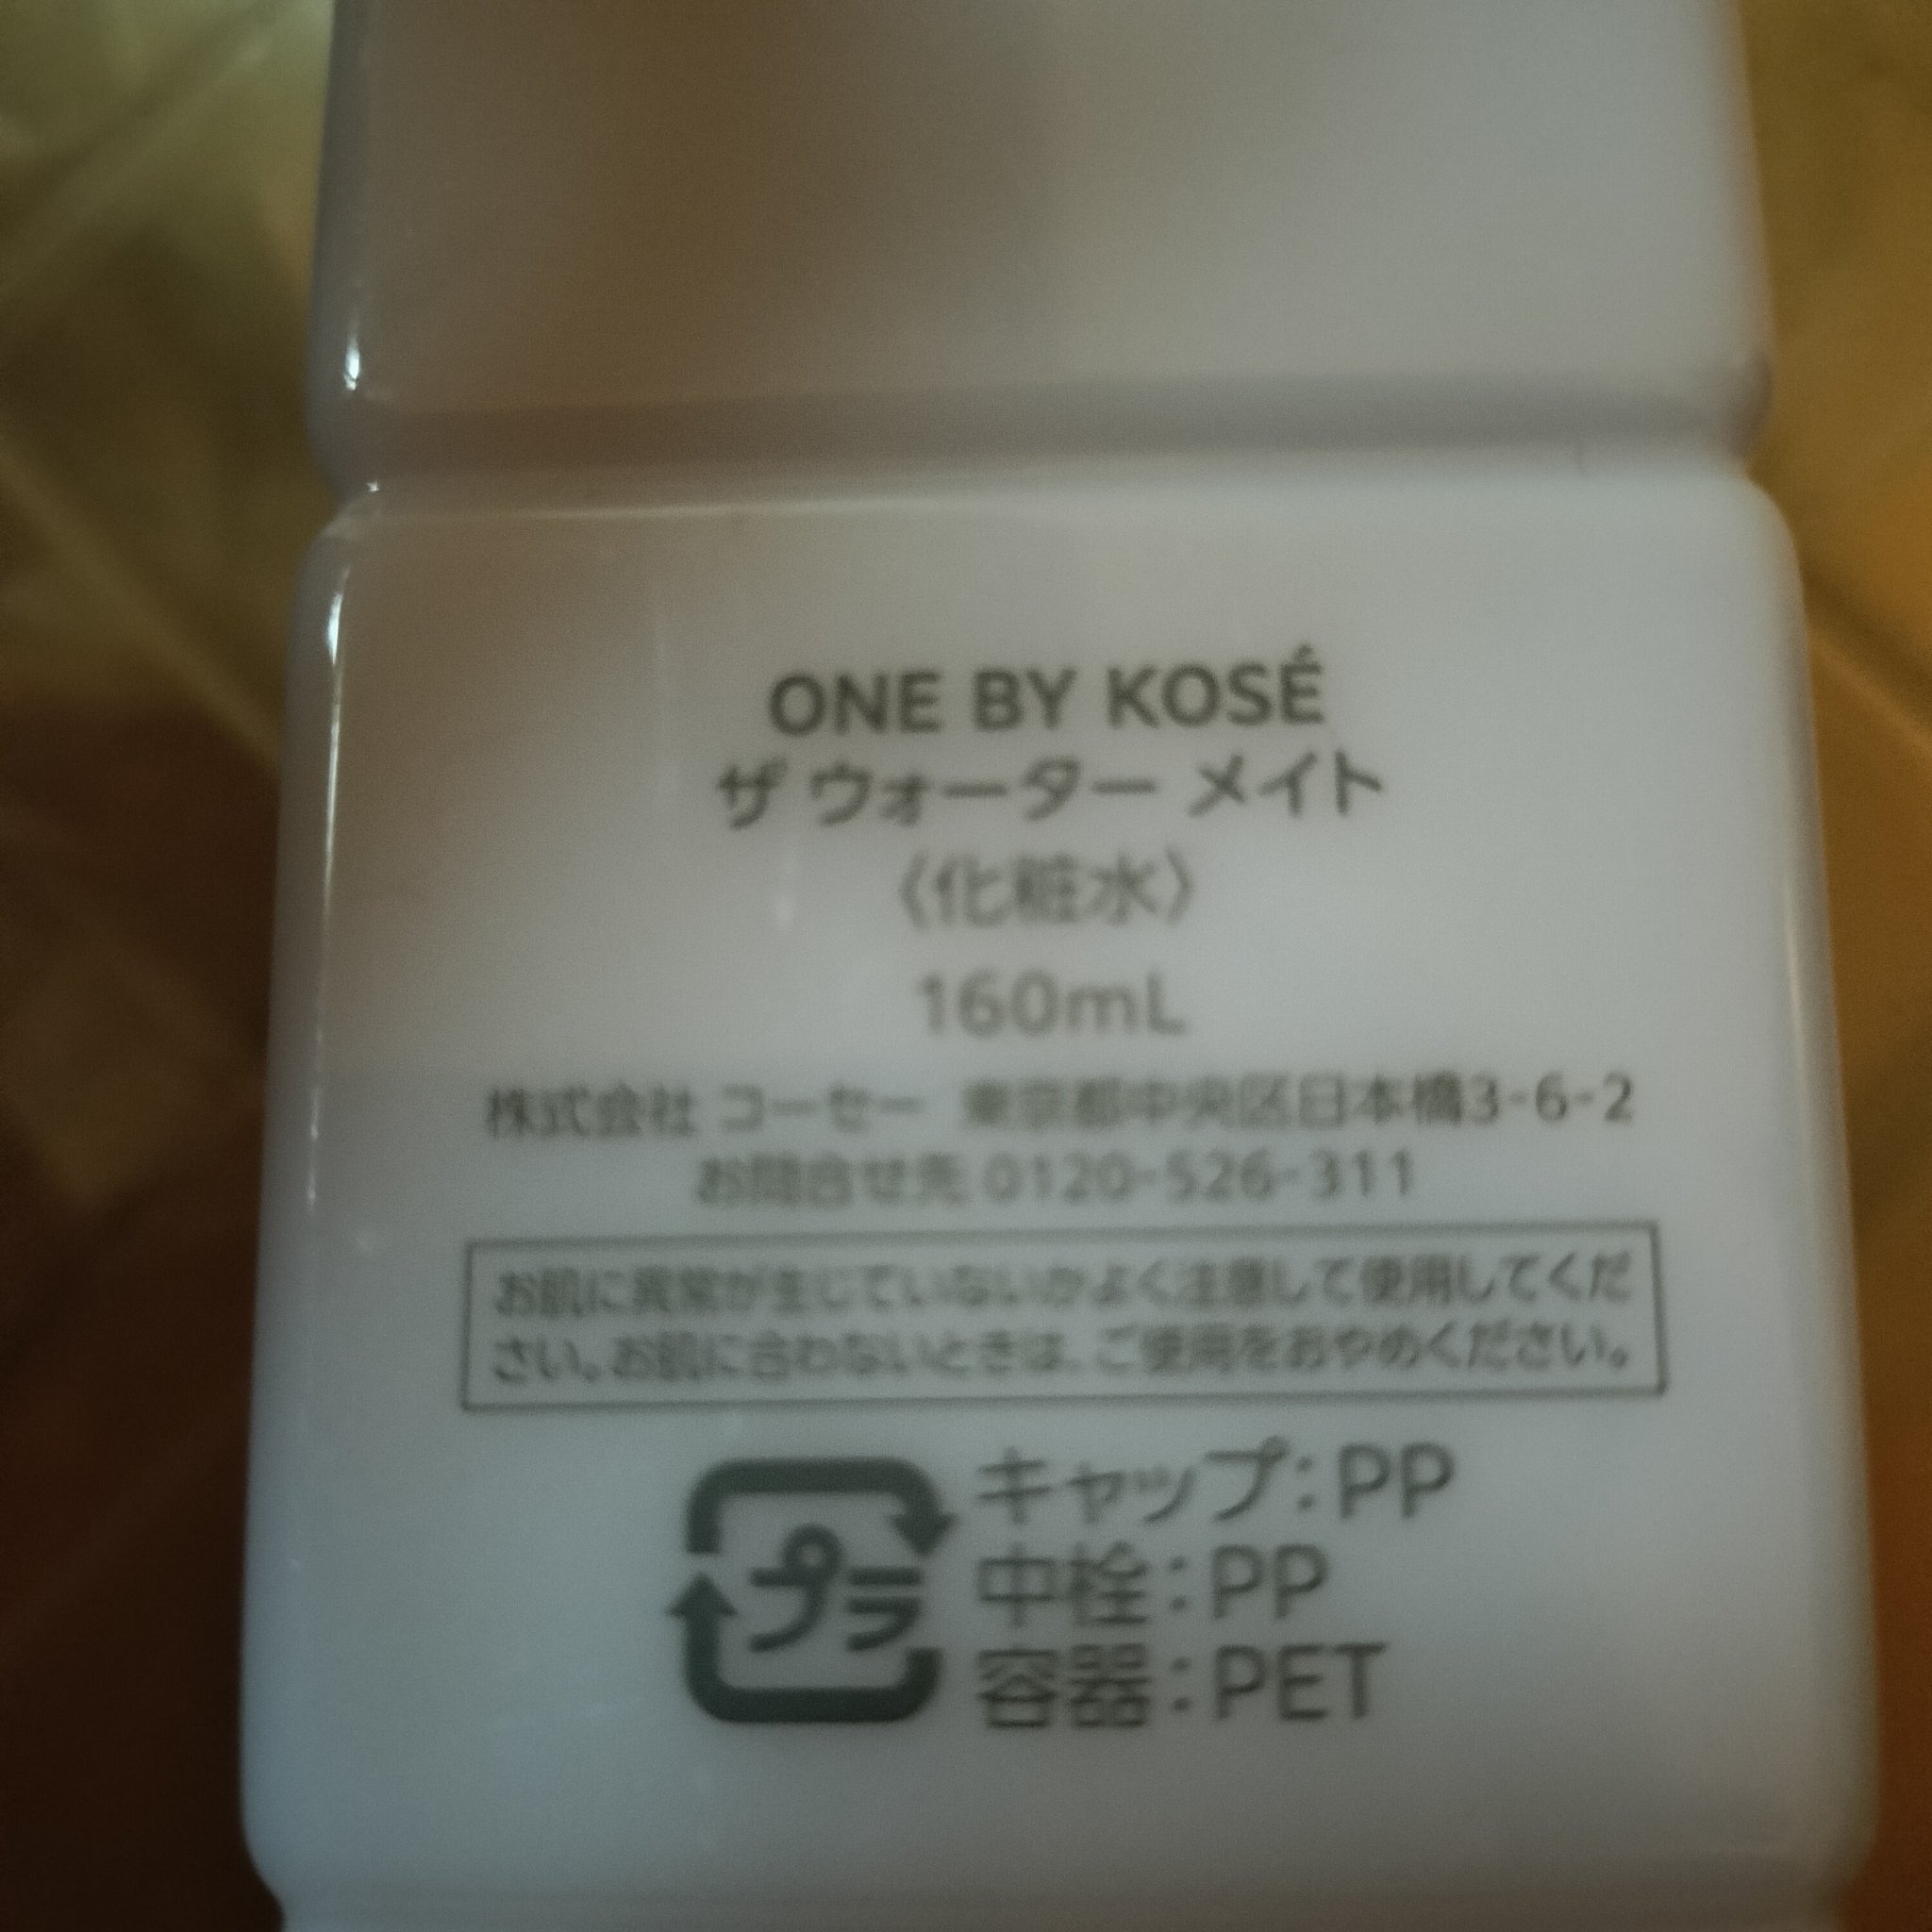 ONE BY KOSÉ
ザ ウォーター メイト
〈化粧水〉
160mL
株式会社 コーセー 東京都中央区日本橋3-6-2
お問合せ先 0120-526-311
お肌に異常が生じていないかよく注意して使用してくだ
さい。お肌に合わないときは、ご使用をおやめください。
プラ
キャップ:PP
中栓:PP
容器:PET